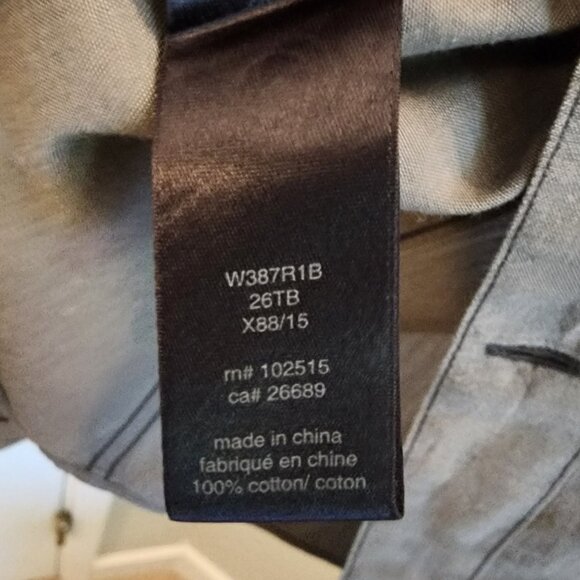 W387R1B
26TB
X88/15
rn# 102515
ca# 26689
made in china
fabriqué en chine
100% cotton/ coton